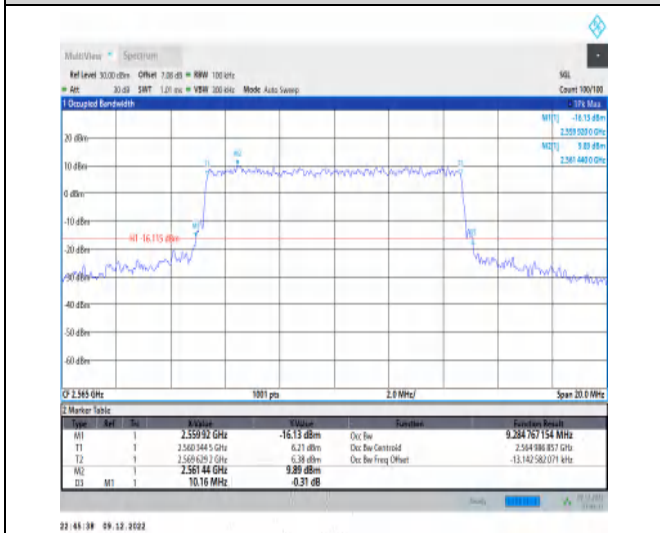 MultiView Spectrum
Ref Level 30.00 dBm Offset 7.08 dB RBW 100 kHz SGL
Att 30 dB SWT 1.01 ms VBW 300 kHz Mode Auto Sweep Count 100/100
1 Occupied Bandwidth 1Pk Max
M1[1] -16.13 dBm
2.559 920 0 GHz
M2[1] 9.89 dBm
2.561 440 0 GHz
20 dBm
M2
10 dBm
T1
0 dBm
-10 dBm
H1 -16.115 dBm
-20 dBm
-30 dBm
-40 dBm
-50 dBm
-60 dBm
CF 2.565 GHz 1001 pts 2.0 MHz/ Span 20.0 MHz
2 Marker Table
Type Ref Trc X-Value Y-Value Function Function Result
M1 1 2.55992 GHz -16.13 dBm Occ Bw 9.284 767 154 MHz
T1 1 2.560 344 5 GHz 6.21 dBm Occ Bw Centroid 2.564 986 857 GHz
T2 1 2.569 629 2 GHz 6.38 dBm Occ Bw Freq Offset -13.142 582 071 kHz
M2 1 2.56144 GHz 9.89 dBm
D3 M1 1 10.16 MHz -0.31 dB
Ready
22:45:38 09.12.2022